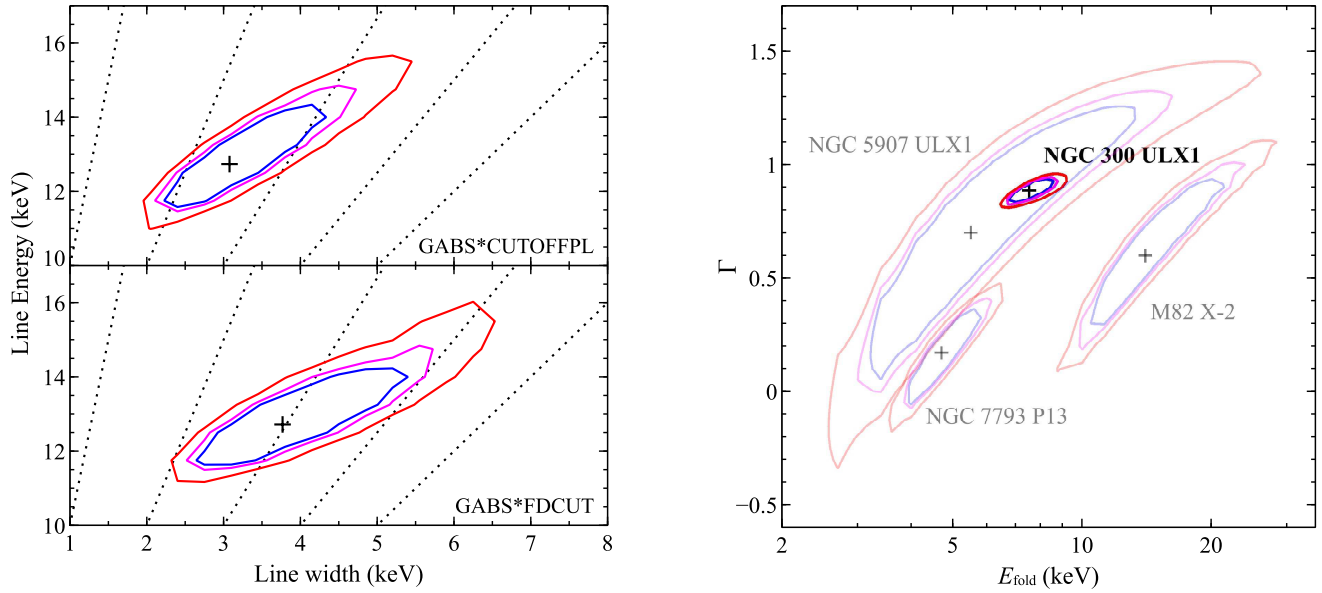 16
14
12
10
GABS*CUTOFFPL
16
14
12
10
GABS*FDCUT
1 2 3 4 5 6 7 8
Line width (keV)
Line Energy (keV)
1.5
1
0.5
0
−0.5
Γ
NGC 5907 ULX1
NGC 300 ULX1
M82 X-2
NGC 7793 P13
2 5 10 20
Efold (keV)